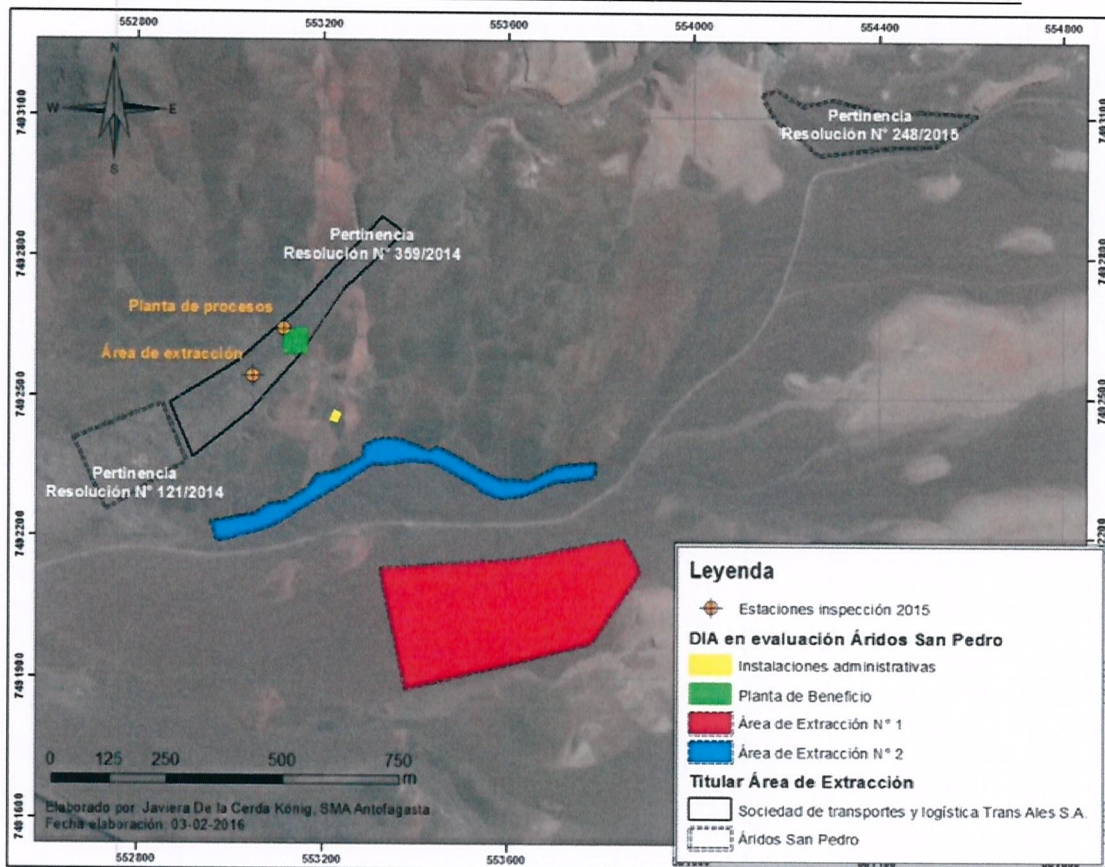 552800 553200 553600 554000 554400 554800
N
W E
S
7493100 7493100
Pertinencia
Resolución N° 248/2015
Pertinencia
Resolución N° 359/2014
7492800 7492800
Planta de procesos
Área de extracción
7492500 7492500
Pertinencia
Resolución N° 121/2014
7492200 7492200
7491900
7491600
0 125 250 500 750
m
Elaborado por: Javiera De la Cerda König, SMA Antofagasta
Fecha elaboración: 03-02-2016
552800 553200 553600
Leyenda
Estaciones inspección 2015
DIA en evaluación Áridos San Pedro
Instalaciones administrativas
Planta de Beneficio
Área de Extracción N° 1
Área de Extracción N° 2
Titular Área de Extracción
Sociedad de transportes y logística Trans Ales S.A.
Áridos San Pedro